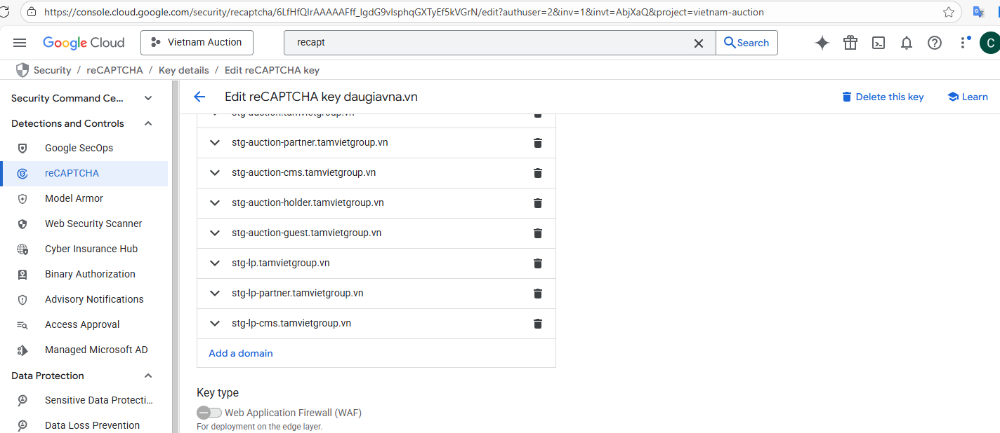 https://console.cloud.google.com/security/recaptcha/6LfHfQIrAAAAAFff_IgdG9vIsphqGXTyEf5kVGrN/edit?authuser=2&inv=1&invt=AbjXaQ&project=vietnam-auction
Google Cloud
Vietnam Auction
recapt
Search
C
Security / reCAPTCHA / Key details / Edit reCAPTCHA key
Security Command Ce...
Edit reCAPTCHA key daugiavna.vn
Delete this key
Learn
Detections and Controls
Google SecOps
reCAPTCHA
Model Armor
Web Security Scanner
Cyber Insurance Hub
Binary Authorization
Advisory Notifications
Access Approval
Managed Microsoft AD
Data Protection
Sensitive Data Protecti...
Data Loss Prevention
stg-auction.tamvietgroup.vn
stg-auction-partner.tamvietgroup.vn
stg-auction-cms.tamvietgroup.vn
stg-auction-holder.tamvietgroup.vn
stg-auction-guest.tamvietgroup.vn
stg-lp.tamvietgroup.vn
stg-lp-partner.tamvietgroup.vn
stg-lp-cms.tamvietgroup.vn
Add a domain
Key type
Web Application Firewall (WAF)
For deployment on the edge layer.